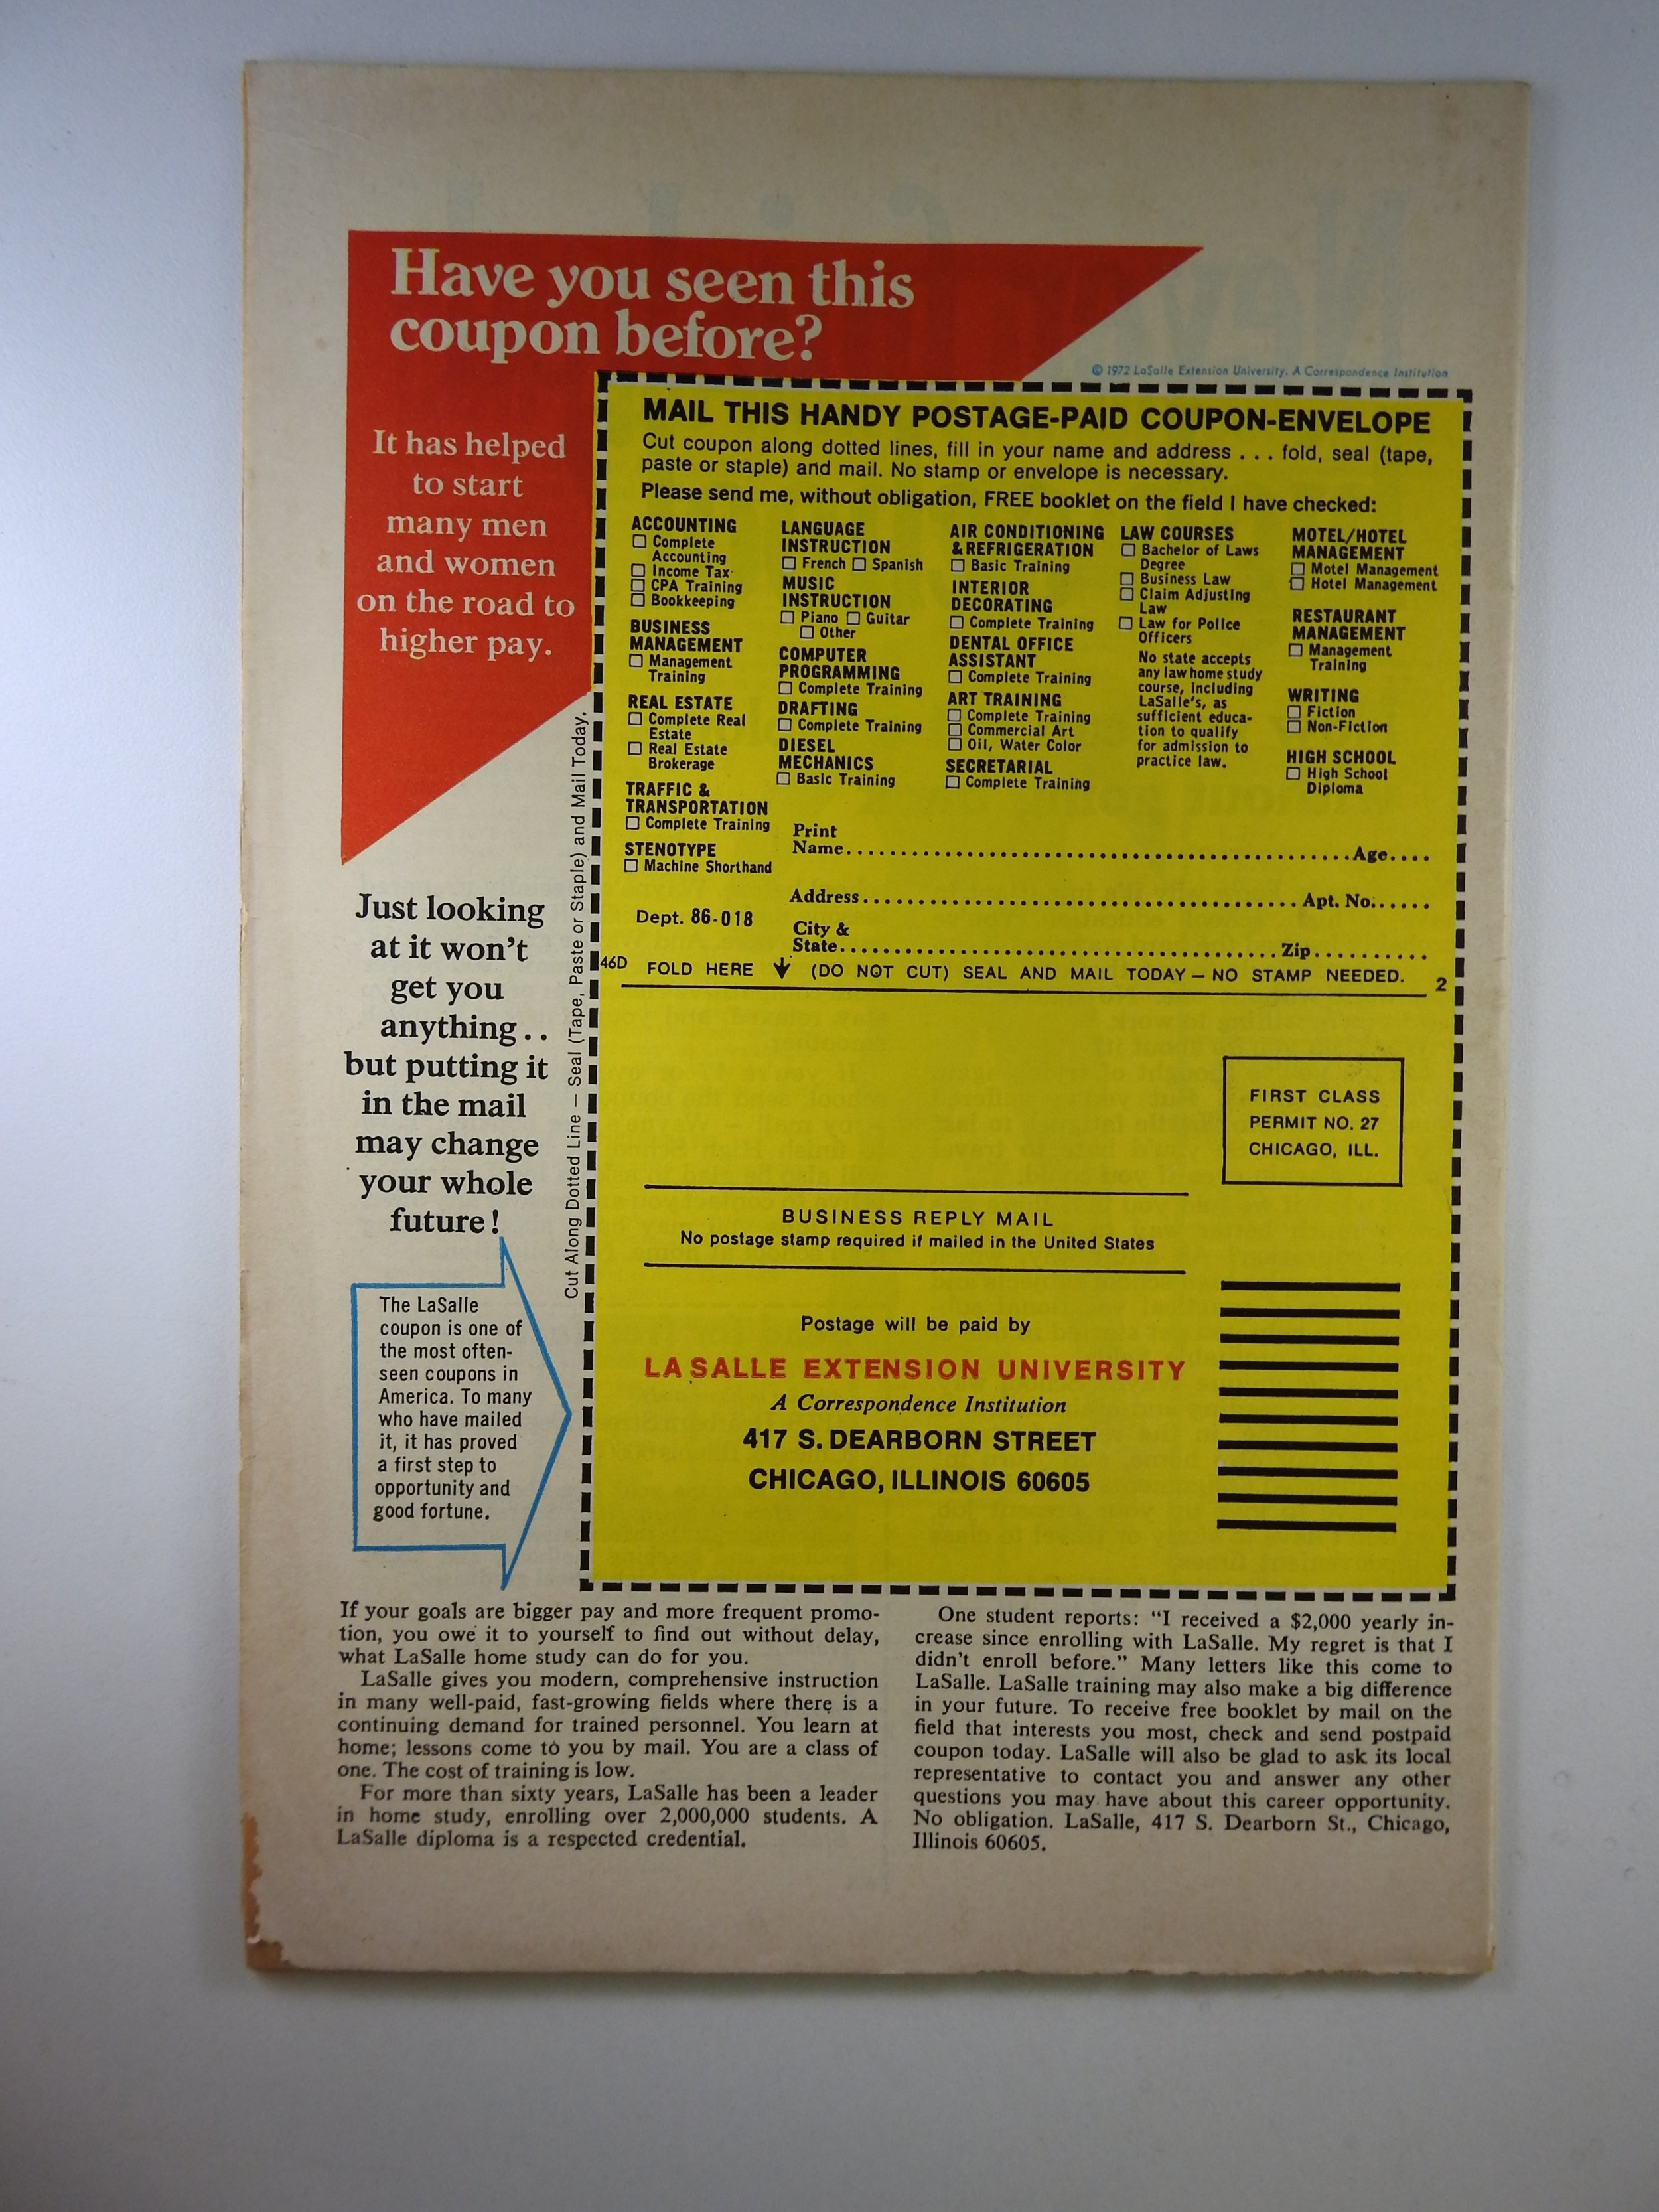 Have you seen this
coupon before?
© 1972 LaSalle Extension University. A Correspondence Institution
It has helped
to start
many men
and women
on the road to
higher pay.
Just looking
at it won't
get you
anything..
but putting it
in the mail
may change
your whole
future!
The LaSalle
coupon is one of
the most often-
seen coupons in
America. To many
who have mailed
it, it has proved
a first step to
opportunity and
good fortune.
Cut Along Dotted Line — Seal (Tape, Paste or Staple) and Mail Today.
MAIL THIS HANDY POSTAGE-PAID COUPON-ENVELOPE
Cut coupon along dotted lines, fill in your name and address . . . fold, seal (tape,
paste or staple) and mail. No stamp or envelope is necessary.
Please send me, without obligation, FREE booklet on the field I have checked:
ACCOUNTING
☐ Complete
Accounting
☐ Income Tax
☐ CPA Training
☐ Bookkeeping
BUSINESS
MANAGEMENT
☐ Management
Training
REAL ESTATE
☐ Complete Real
Estate
☐ Real Estate
Brokerage
TRAFFIC &
TRANSPORTATION
☐ Complete Training
STENOTYPE
☐ Machine Shorthand
LANGUAGE
INSTRUCTION
☐ French ☐ Spanish
MUSIC
INSTRUCTION
☐ Piano ☐ Guitar
☐ Other
COMPUTER
PROGRAMMING
☐ Complete Training
DRAFTING
☐ Complete Training
DIESEL
MECHANICS
☐ Basic Training
AIR CONDITIONING
& REFRIGERATION
☐ Basic Training
INTERIOR
DECORATING
☐ Complete Training
DENTAL OFFICE
ASSISTANT
☐ Complete Training
ART TRAINING
☐ Complete Training
☐ Commercial Art
☐ Oil, Water Color
SECRETARIAL
☐ Complete Training
LAW COURSES
☐ Bachelor of Laws
Degree
☐ Business Law
☐ Claim Adjusting
Law
☐ Law for Police
Officers
No state accepts
any law home study
course, including
LaSalle's, as
sufficient educa-
tion to qualify
for admission to
practice law.
MOTEL/HOTEL
MANAGEMENT
☐ Motel Management
☐ Hotel Management
RESTAURANT
MANAGEMENT
☐ Management
Training
WRITING
☐ Fiction
☐ Non-Fiction
HIGH SCHOOL
☐ High School
Diploma
Print
Name.....Age....
Address.....Apt. No......
Dept. 86-018
City &
State.....Zip.....
46D FOLD HERE ↓ (DO NOT CUT) SEAL AND MAIL TODAY — NO STAMP NEEDED. 2
FIRST CLASS
PERMIT NO. 27
CHICAGO, ILL.
BUSINESS REPLY MAIL
No postage stamp required if mailed in the United States
Postage will be paid by
LA SALLE EXTENSION UNIVERSITY
A Correspondence Institution
417 S. DEARBORN STREET
CHICAGO, ILLINOIS 60605
If your goals are bigger pay and more frequent promo-
tion, you owe it to yourself to find out without delay,
what LaSalle home study can do for you.
LaSalle gives you modern, comprehensive instruction
in many well-paid, fast-growing fields where there is a
continuing demand for trained personnel. You learn at
home; lessons come to you by mail. You are a class of
one. The cost of training is low.
For more than sixty years, LaSalle has been a leader
in home study, enrolling over 2,000,000 students. A
LaSalle diploma is a respected credential.
One student reports: "I received a $2,000 yearly in-
crease since enrolling with LaSalle. My regret is that I
didn't enroll before." Many letters like this come to
LaSalle. LaSalle training may also make a big difference
in your future. To receive free booklet by mail on the
field that interests you most, check and send postpaid
coupon today. LaSalle will also be glad to ask its local
representative to contact you and answer any other
questions you may have about this career opportunity.
No obligation. LaSalle, 417 S. Dearborn St., Chicago,
Illinois 60605.